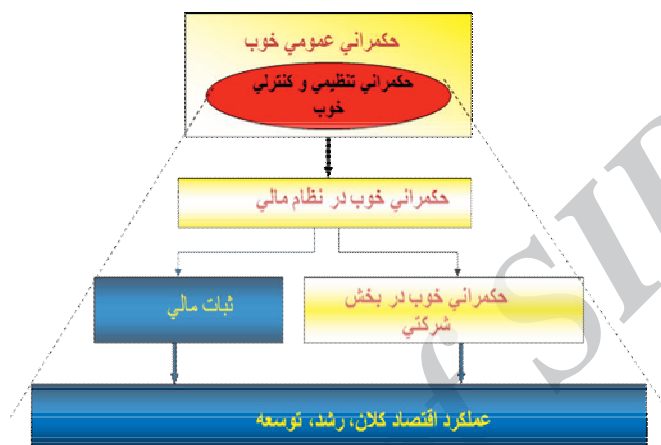 حكمراني عمومي خوب
حكمراني تنظيمي و كنترلي
خوب
حكمراني خوب در نظام مالي
حكمراني خوب در بخش
شركتي
ثبات مالي
عملكرد اقتصاد كلان، رشد، توسعه
f SID